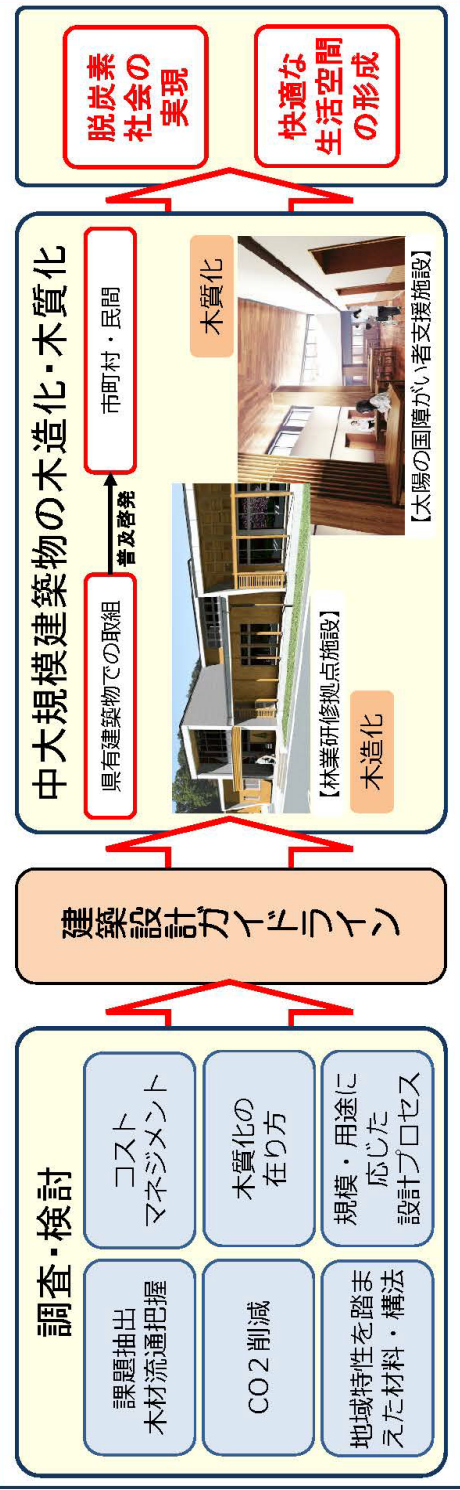 調査・検討
課題抽出
木材流通把握
コスト
マネジメント
CO2削減
木質化の
在り方
地域特性を踏ま
えた材料・構法
規模・用途に
応じた
設計プロセス
建築設計ガイドライン
中大規模建築物の木造化・木質化
県有建築物での取組
普及啓発
市町村・民間
【林業研修拠点施設】
木造化
木質化
【太陽の国障がい者支援施設】
脱炭素
社会の
実現
快適な
生活空間
の形成